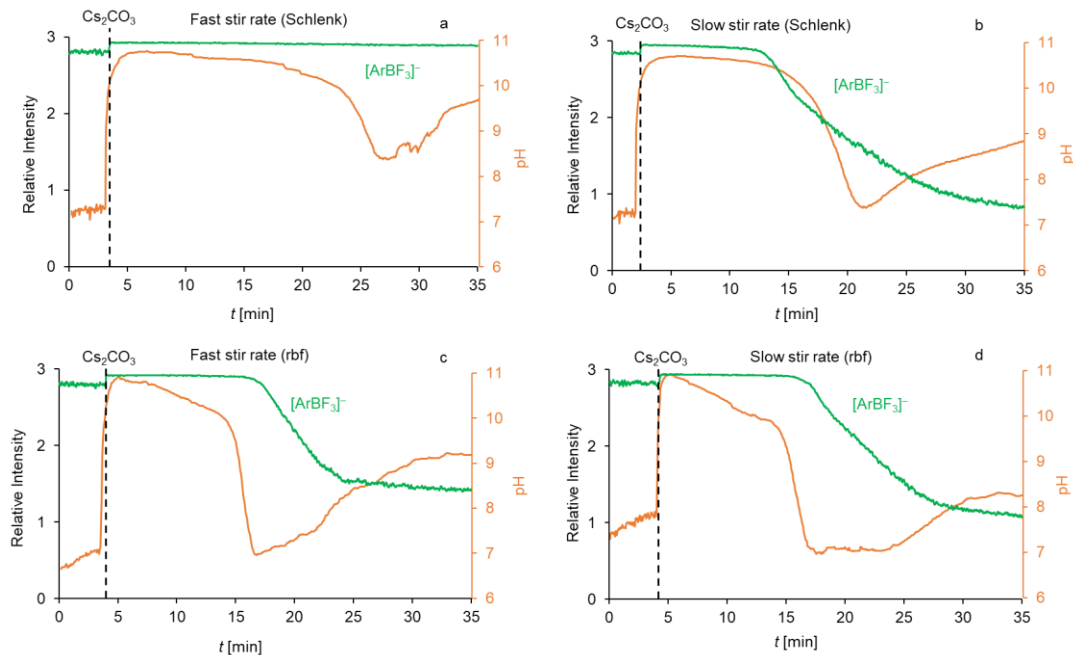 Cs₂CO₃ Fast stir rate (Schlenk) a
3 11
[ArBF₃]⁻
10
2
9
8
1
7
0 6
0 5 10 15 20 25 30 35
t [min]
Relative Intensity
pH
Cs₂CO₃ Slow stir rate (Schlenk) b
3 11
[ArBF₃]⁻
10
2
9
8
1
7
0 6
0 5 10 15 20 25 30 35
t [min]
Relative Intensity
pH
Cs₂CO₃ Fast stir rate (rbf) c
3 11
[ArBF₃]⁻
10
2
9
8
1
7
0 6
0 5 10 15 20 25 30 35
t [min]
Relative Intensity
pH
Cs₂CO₃ Slow stir rate (rbf) d
3 11
[ArBF₃]⁻
10
2
9
8
1
7
0 6
0 5 10 15 20 25 30 35
t [min]
Relative Intensity
pH